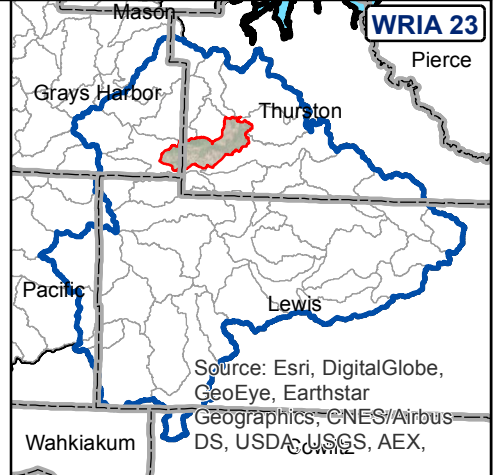 Mason
WRIA 23
Pierce
Grays Harbor
Thurston
Pacific
Lewis
Source: Esri, DigitalGlobe,
GeoEye, Earthstar
Geographics, CNES/Airbus
DS, USDA, USGS, AEX,
Wahkiakum
Cowlitz